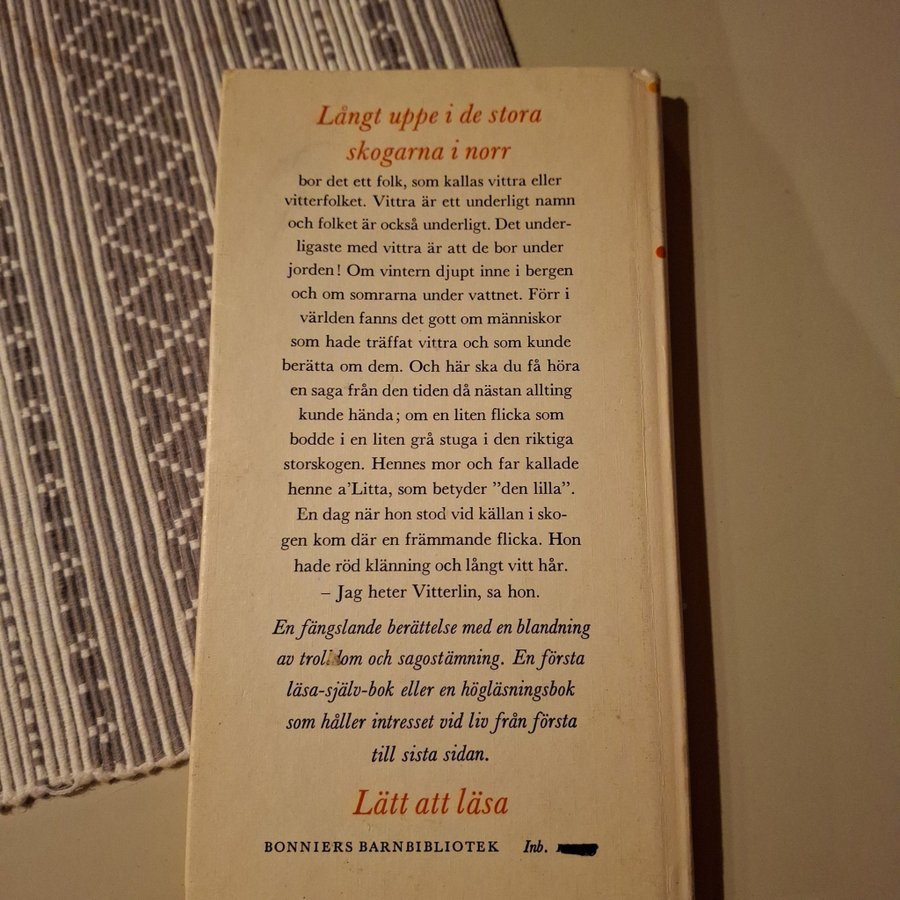 Långt uppe i de stora
skogarna i norr
bor det ett folk, som kallas vittra eller
vitterfolket. Vittra är ett underligt namn
och folket är också underligt. Det under-
ligaste med vittra är att de bor under
jorden! Om vintern djupt inne i bergen
och om somrarna under vattnet. Förr i
världen fanns det gott om människor
som hade träffat vittra och som kunde
berätta om dem. Och här ska du få höra
en saga från den tiden då nästan allting
kunde hända; om en liten flicka som
bodde i en liten grå stuga i den riktiga
storskogen. Hennes mor och far kallade
henne a'Litta, som betyder ”den lilla”.
En dag när hon stod vid källan i sko-
gen kom där en främmande flicka. Hon
hade röd klänning och långt vitt hår.
– Jag heter Vitterlin, sa hon.
En fängslande berättelse med en blandning
av trolldom och sagostämning. En första
läsa-själv-bok eller en högläsningsbok
som håller intresset vid liv från första
till sista sidan.
Lätt att läsa
BONNIERS BARNBIBLIOTEK Inb.